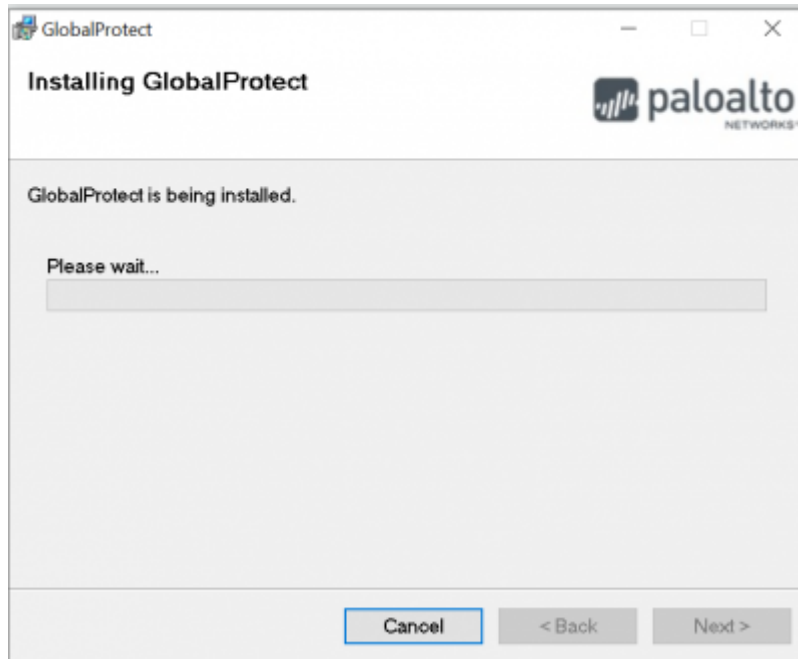 GlobalProtect
Installing GlobalProtect
paloalto
NETWORKS
GlobalProtect is being installed.
Please wait...
Cancel
< Back
Next >